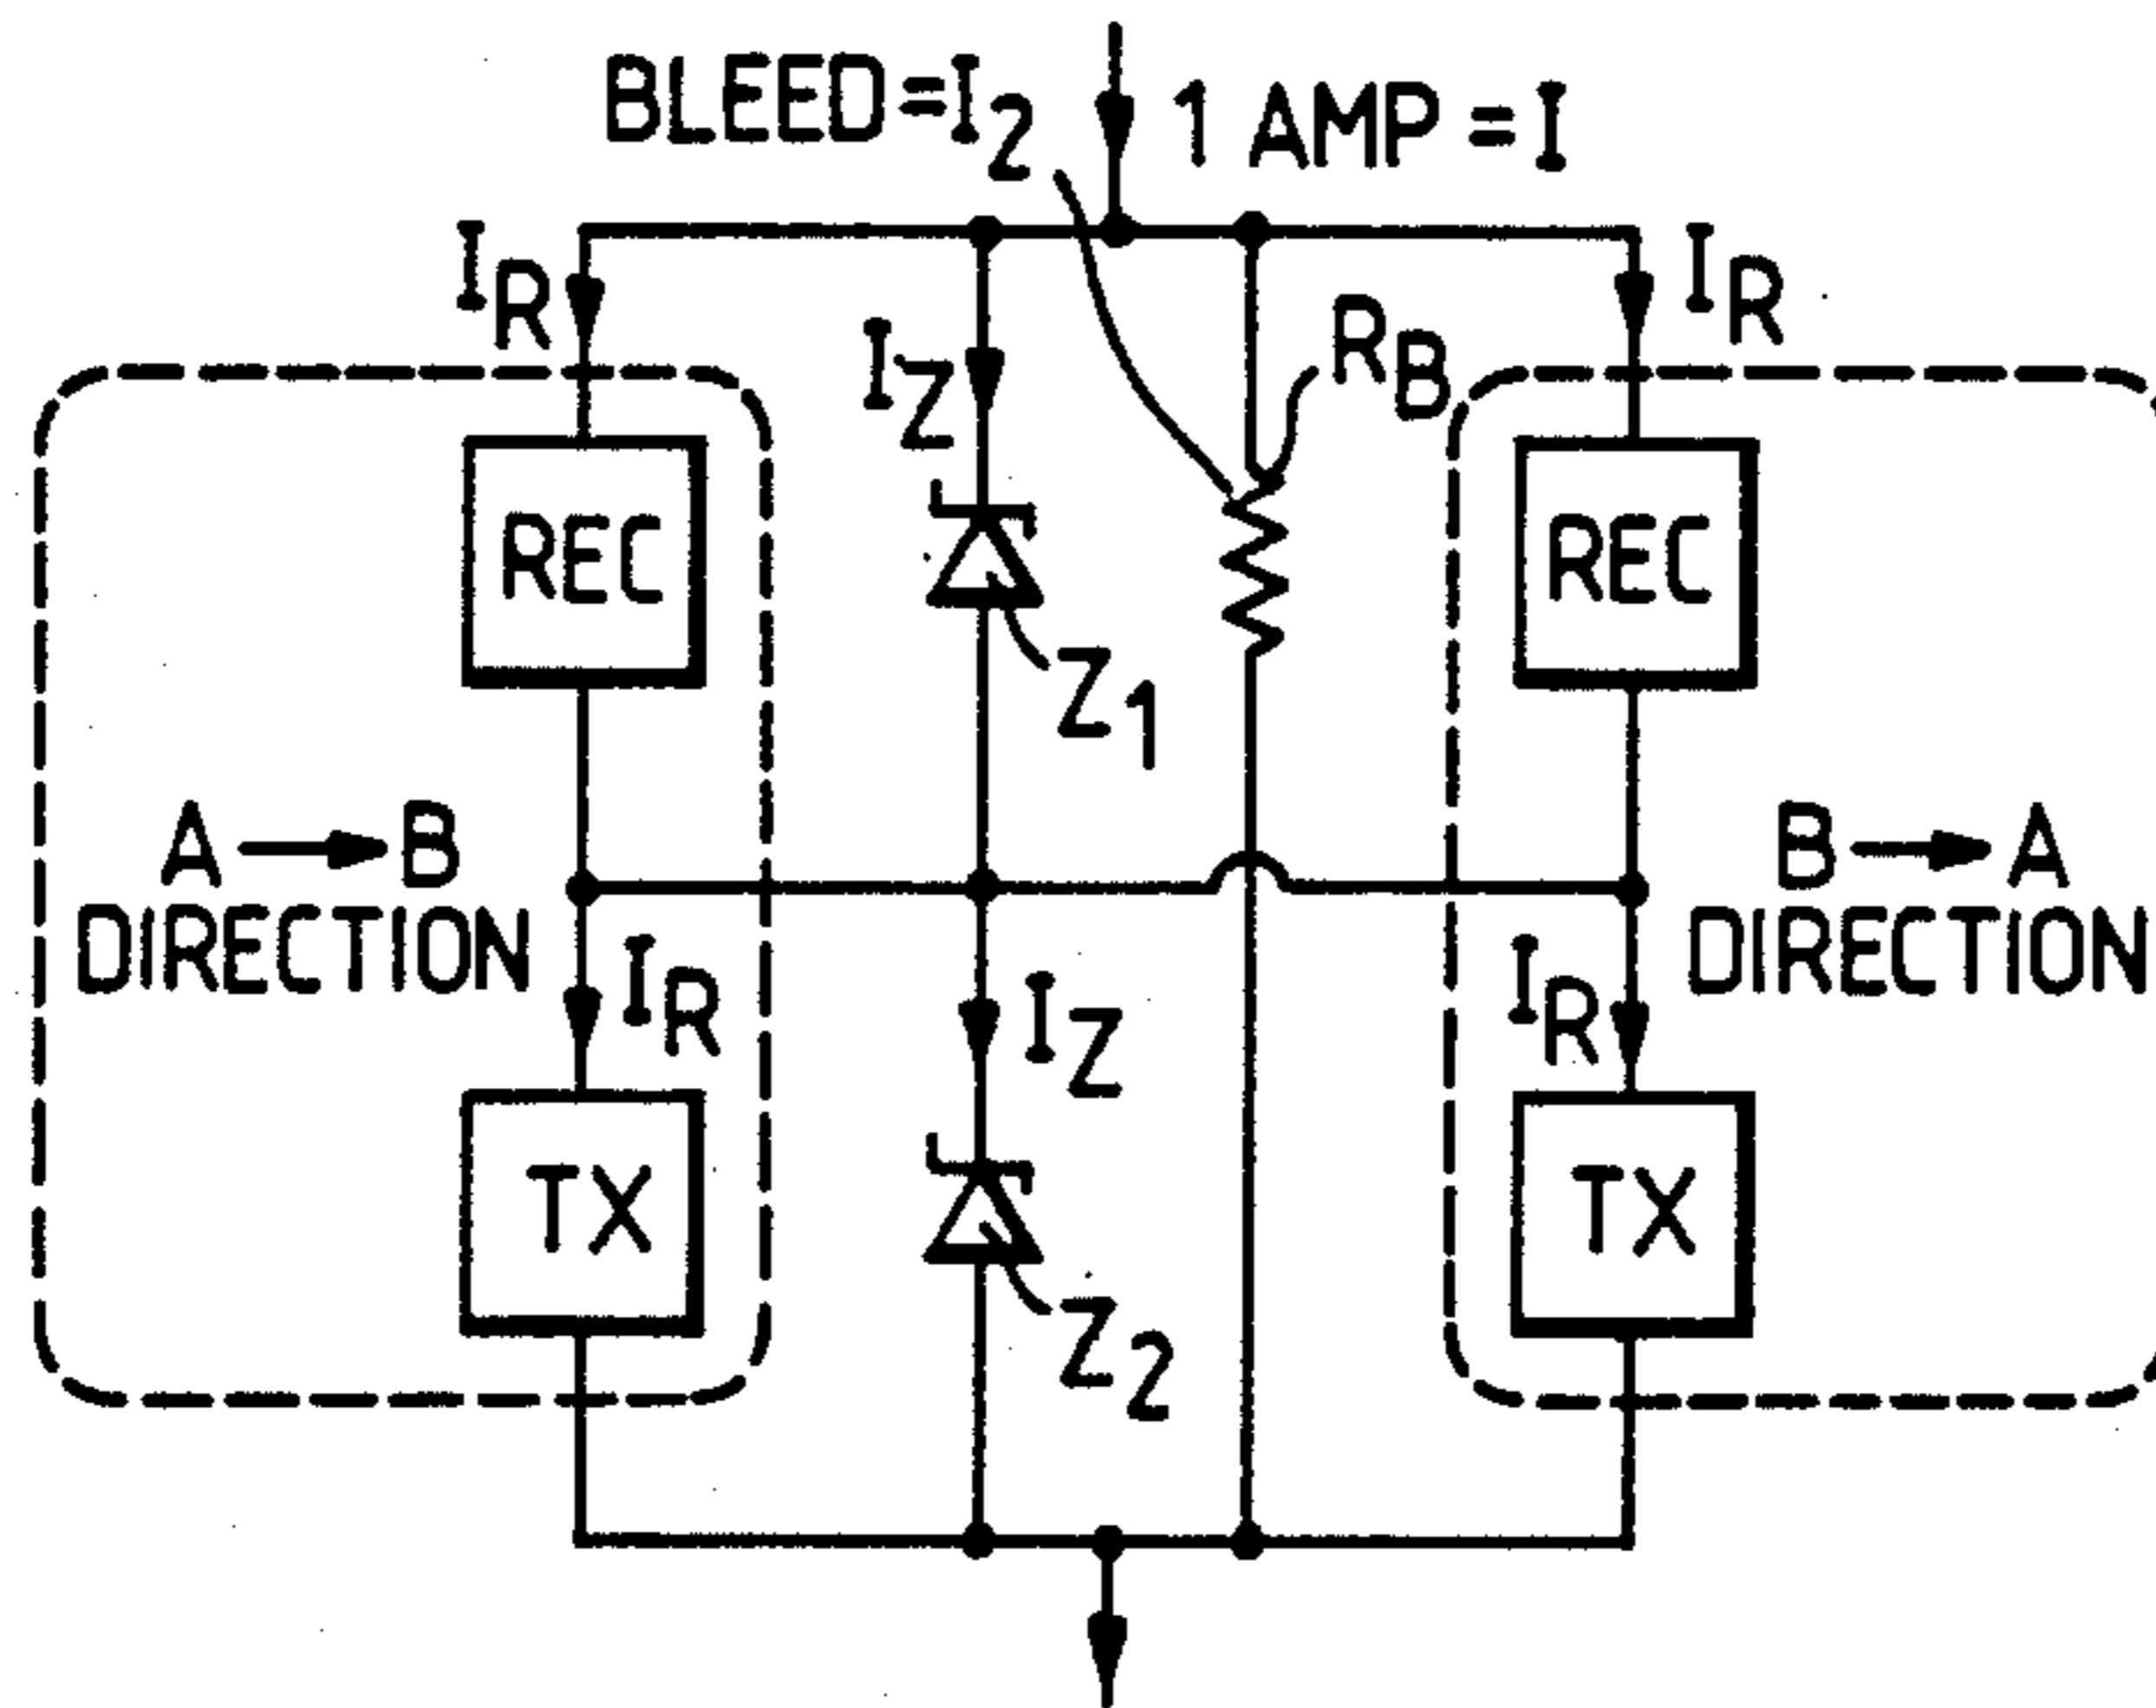 BLEED=I2
1 AMP=I
IR
IR
IZ
RB
REC
REC
Z1
A→B
DIRECTION
B→A
DIRECTION
IR
IZ
IR
TX
TX
Z2